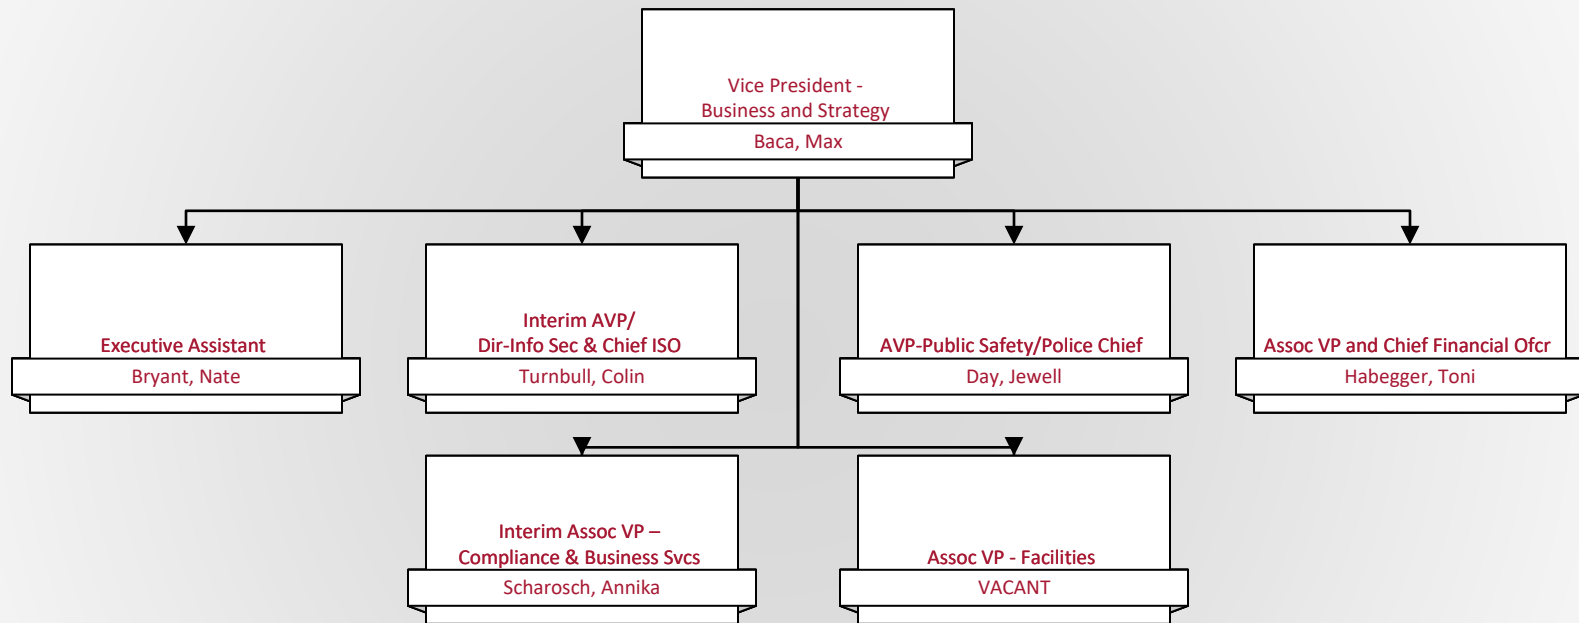 Vice President -
Business and Strategy
Baca, Max
Executive Assistant
Bryant, Nate
Interim AVP/
Dir-Info Sec & Chief ISO
Turnbull, Colin
AVP-Public Safety/Police Chief
Day, Jewell
Assoc VP and Chief Financial Ofcr
Habegger, Toni
Interim Assoc VP –
Compliance & Business Svcs
Scharosch, Annika
Assoc VP - Facilities
VACANT